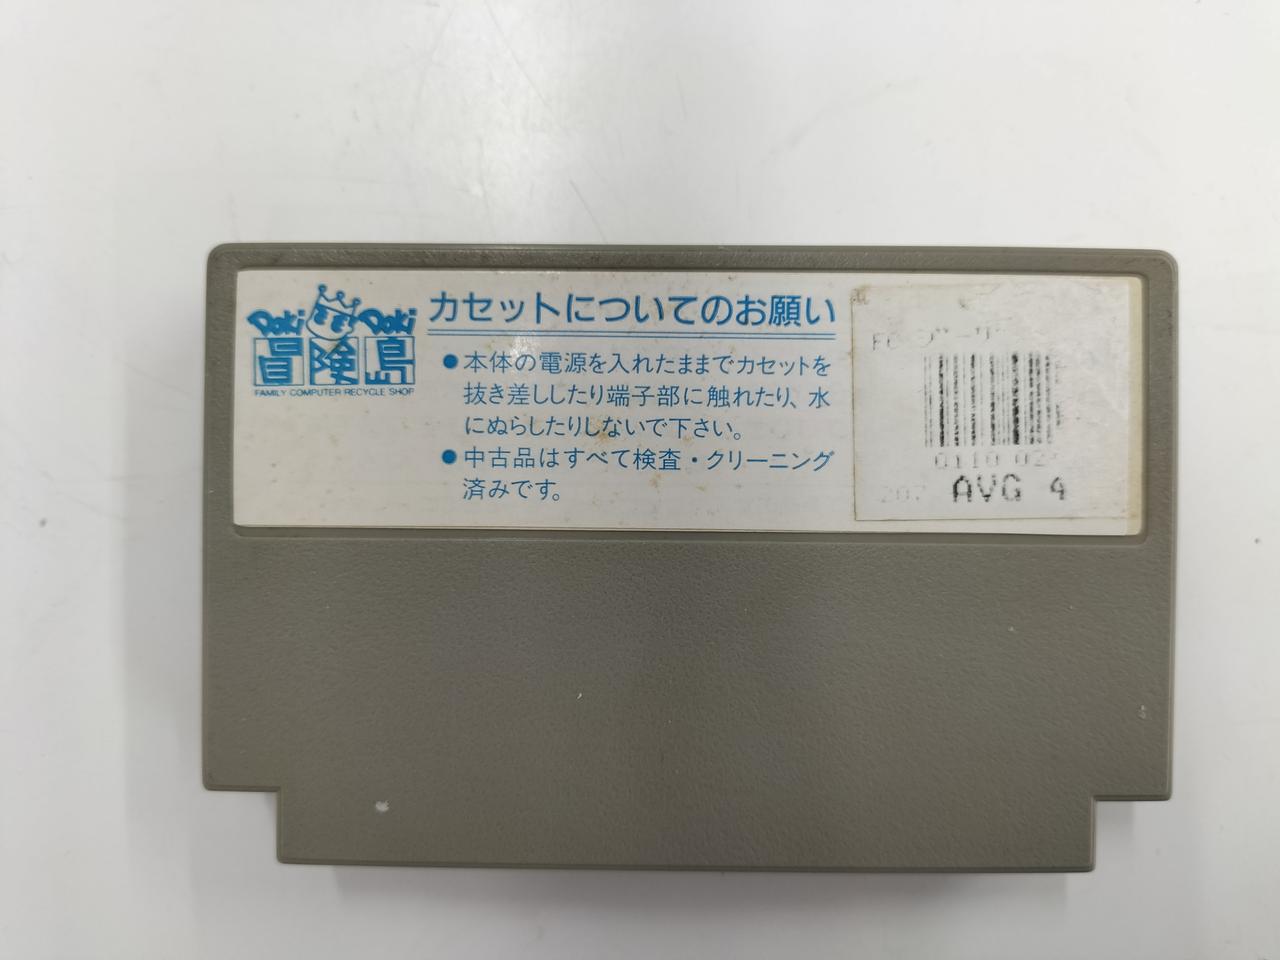 Doki Doki
冒険島
FAMILY COMPUTER RECYCLE SHOP
カセットについてのお願い
●本体の電源を入れたままでカセットを
抜き差ししたり端子部に触れたり、水
にぬらしたりしないで下さい。
●中古品はすべて検査・クリーニング
済みです。
FC
0110 02
207 AVG 4